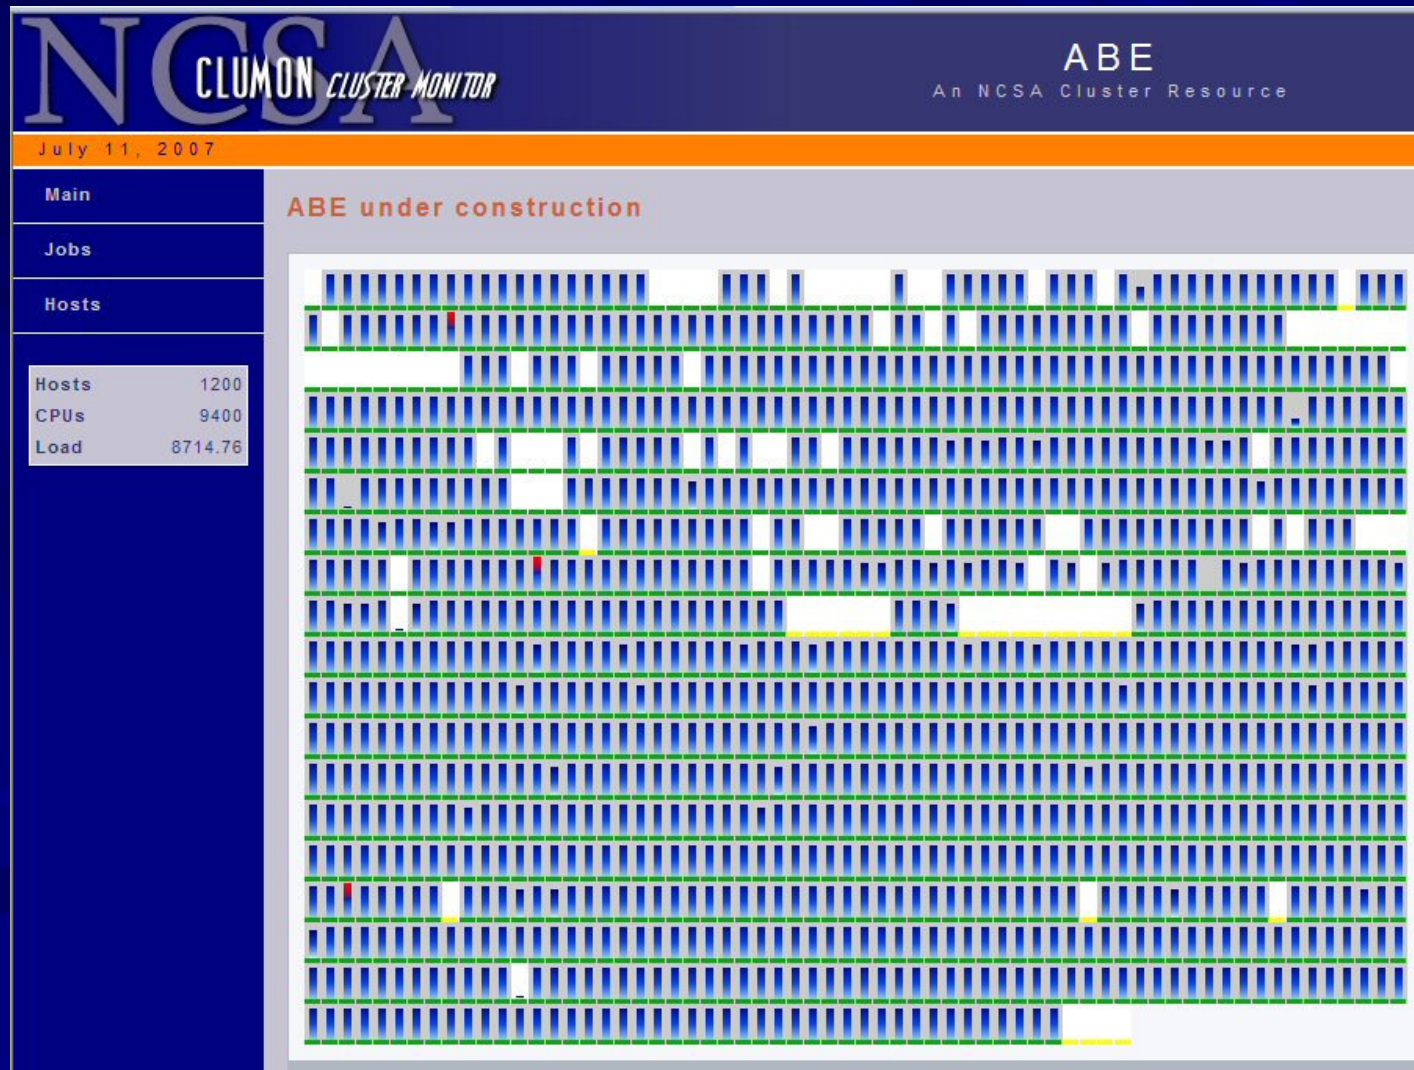 NCSA
CLUMON CLUSTER MONITOR
ABE
An NCSA Cluster Resource
July 11, 2007
Main
Jobs
Hosts
Hosts 1200
CPUs 9400
Load 8714.76
ABE under construction